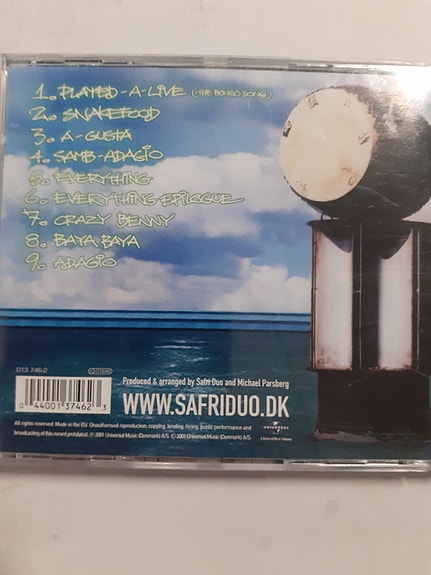 1. PLAYED-A-LIVE (THE BONGO SONG)
2. SNAKEFOOD
3. A-GUSTA
4. SAMB-ADAGIO
5. EVERYTHING
6. EVERYTHING EPILOGUE
7. CRAZY BENNY
8. BAYA BAYA
9. ADAGIO
013 746-2
0 44001 37462 3
Produced & arranged by Safri Duo and Michael Parsberg
WWW.SAFRIDUO.DK
All rights reserved. Made in the EU. Unauthorised reproduction, copying, lending, hiring, public performance and
broadcasting of this record prohibited. ℗ 2001 Universal Music (Denmark) A/S. © 2001 Universal Music (Denmark) A/S
UNIVERSAL